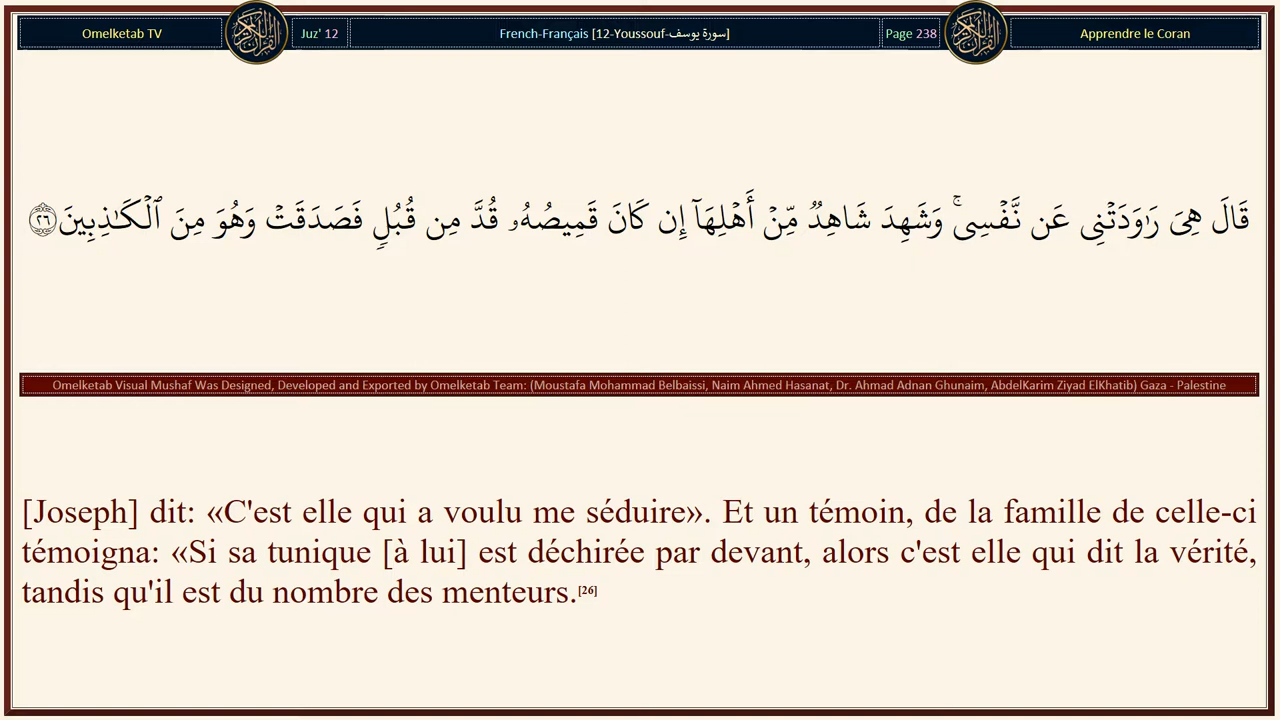 Omelketab TV
Juz' 12
French-Français [12-Youssouf-سورة يوسف]
Page 238
Apprendre le Coran
قَالَ هِىَ رَٰوَدَتْنِى عَن نَّفْسِى ۚ وَشَهِدَ شَاهِدٌ مِّنْ أَهْلِهَآ إِن كَانَ قَمِيصُهُۥ قُدَّ مِن قُبُلٍ فَصَدَقَتْ وَهُوَ مِنَ ٱلْكَٰذِبِينَ ٢٦
Omelketab Visual Mushaf Was Designed, Developed and Exported by Omelketab Team: (Moustafa Mohammad Belbaissi, Naim Ahmed Hasanat, Dr. Ahmad Adnan Ghunaim, AbdelKarim Ziyad ElKhatib) Gaza - Palestine
[Joseph] dit: «C'est elle qui a voulu me séduire». Et un témoin, de la famille de celle-ci
témoigna: «Si sa tunique [à lui] est déchirée par devant, alors c'est elle qui dit la vérité,
tandis qu'il est du nombre des menteurs.[26]